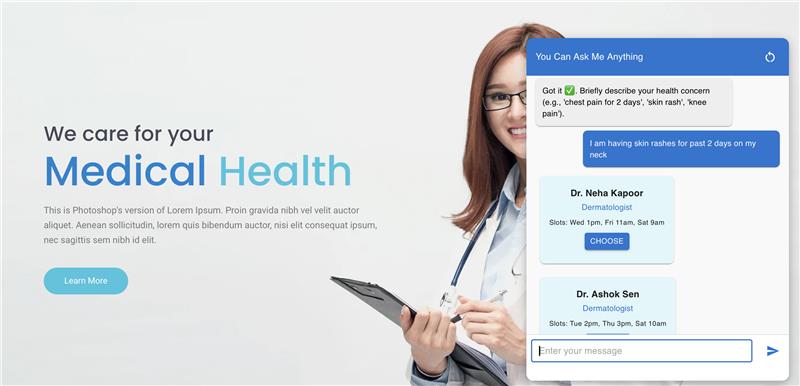 We care for your
Medical Health
This is Photoshop's version of Lorem Ipsum. Proin gravida nibh vel velit auctor
aliquet. Aenean sollicitudin, lorem quis bibendum auctor, nisi elit consequat ipsum,
nec sagittis sem nibh id elit.
Learn More
You Can Ask Me Anything
Got it ✅. Briefly describe your health concern
(e.g., 'chest pain for 2 days', 'skin rash', 'knee
pain').
I am having skin rashes for past 2 days on my
neck
Dr. Neha Kapoor
Dermatologist
Slots: Wed 1pm, Fri 11am, Sat 9am
CHOOSE
Dr. Ashok Sen
Dermatologist
Slots: Tue 2pm, Thu 3pm, Sat 10am
Enter your message